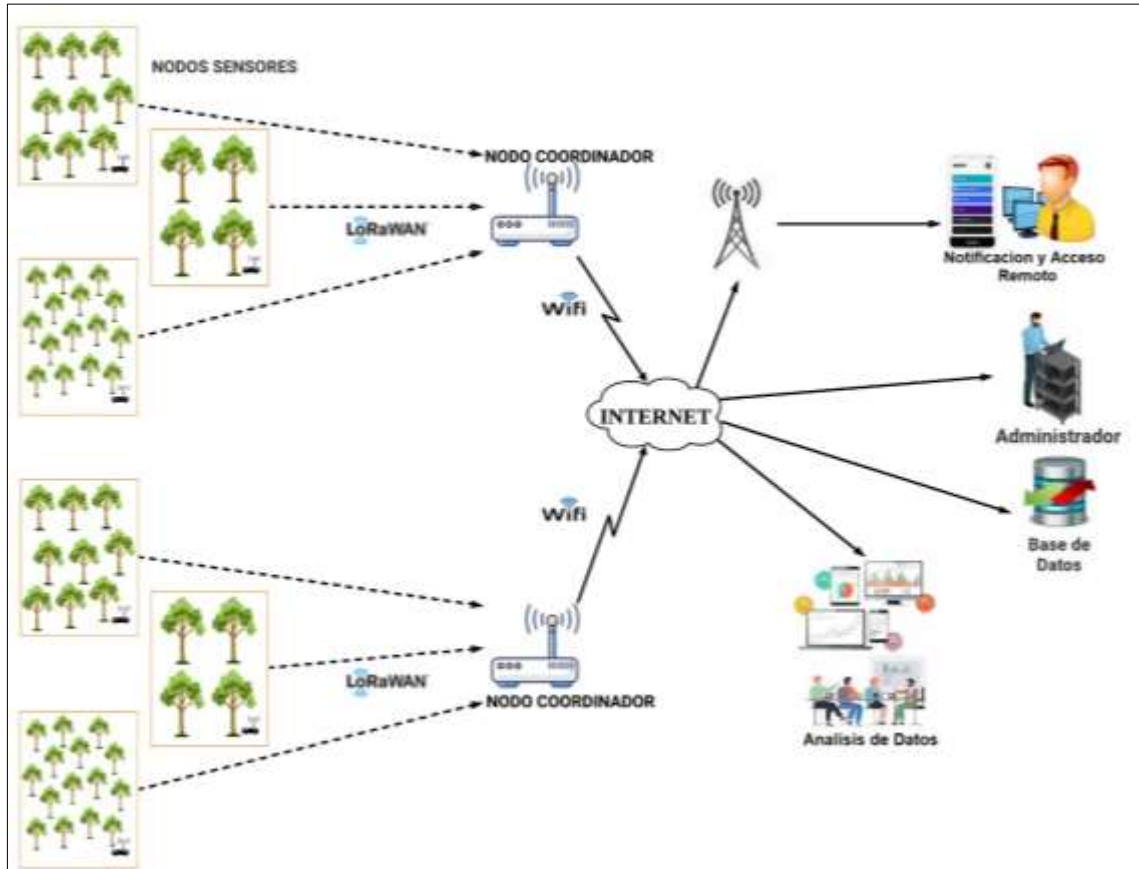 NODOS SENSORES
NODO COORDINADOR
LoRaWAN
Wifi
Notificacion y Acceso
Remoto
INTERNET
Administrador
Wifi
Base de
Datos
LoRaWAN
NODO COORDINADOR
Analisis de Datos